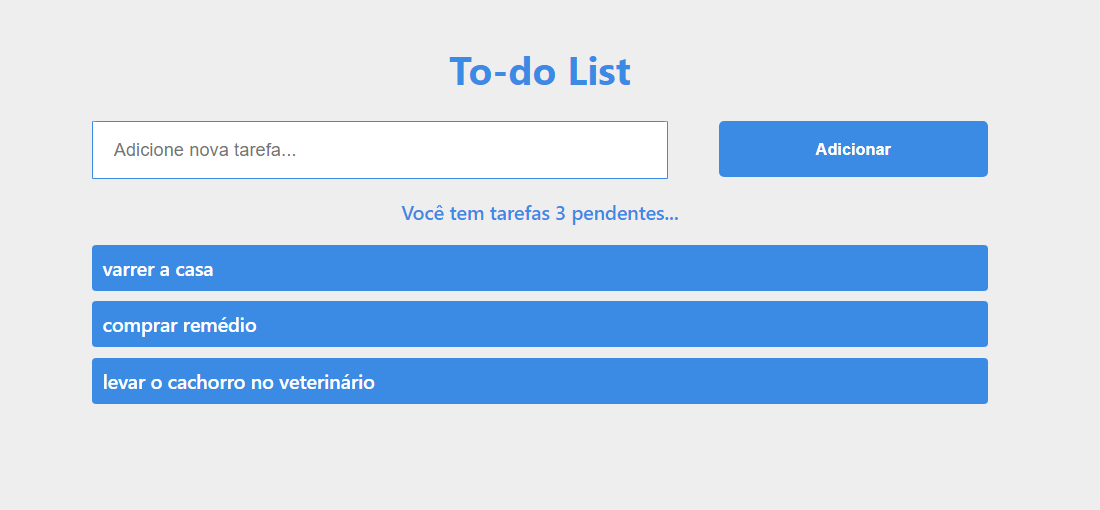 To-do List
Adicione nova tarefa...
Adicionar
Você tem tarefas 3 pendentes...
varrer a casa
comprar remédio
levar o cachorro no veterinário